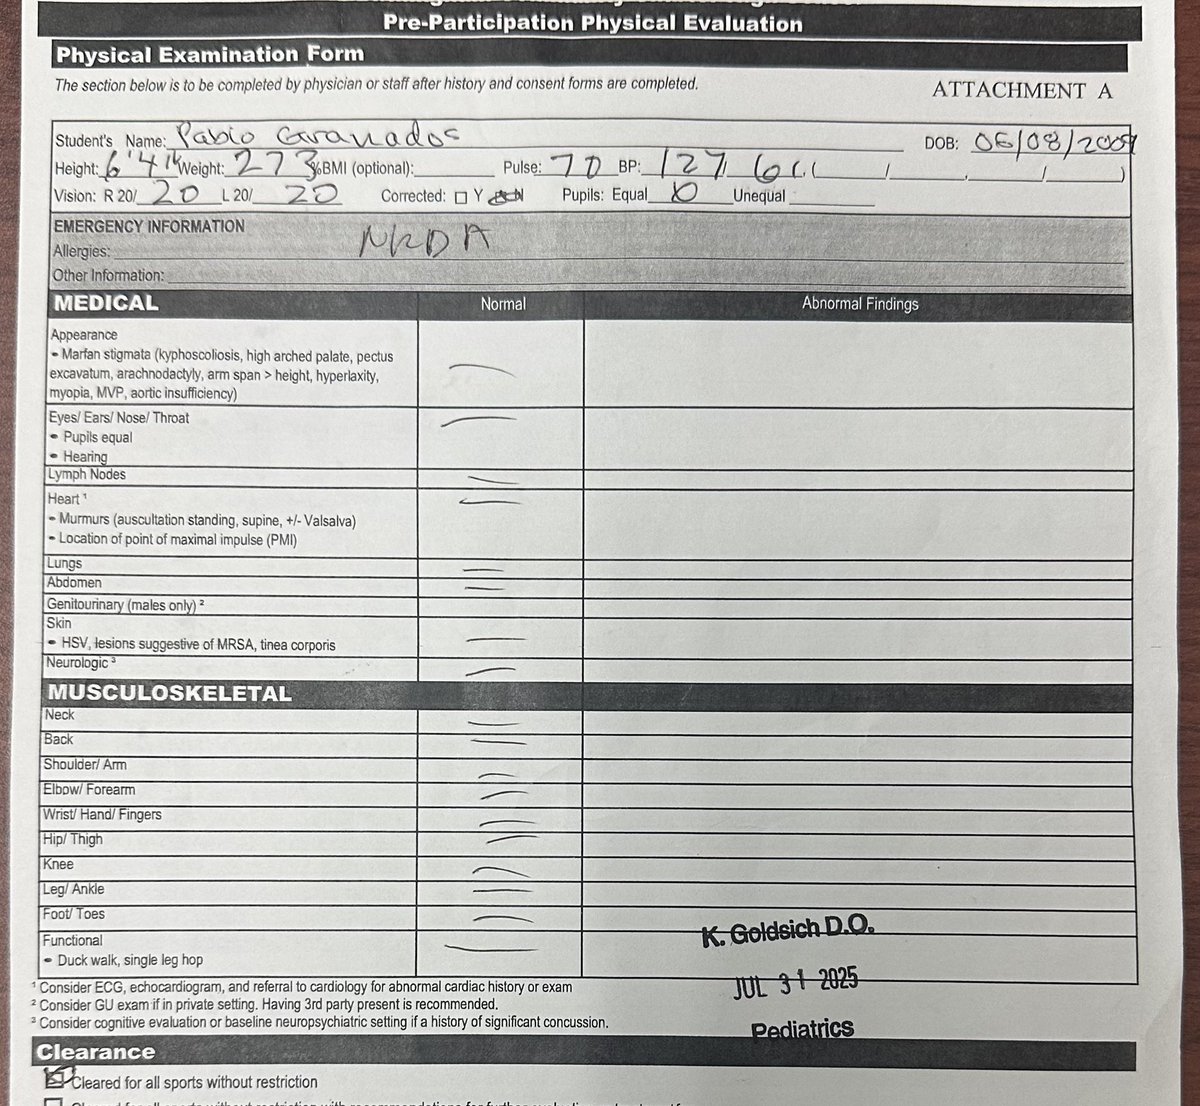 Pre-Participation Physical Evaluation
Physical Examination Form
The section below is to be completed by physician or staff after history and consent forms are completed.
ATTACHMENT A
Student's Name: Pablo Granados DOB: 06/08/2009
Height: 6'4" Weight: 273 %BMI (optional): Pulse: 70 BP: 127/ ( / , / )
Vision: R 20/ 20 L 20/ 20 Corrected: Y N Pupils: Equal Unequal
EMERGENCY INFORMATION
Allergies: NKDA
Other Information:
MEDICAL Normal Abnormal Findings
Appearance
• Marfan stigmata (kyphoscoliosis, high arched palate, pectus
excavatum, arachnodactyly, arm span > height, hyperlaxity,
myopia, MVP, aortic insufficiency)
Eyes/ Ears/ Nose/ Throat
• Pupils equal
• Hearing
Lymph Nodes
Heart ¹
• Murmurs (auscultation standing, supine, +/- Valsalva)
• Location of point of maximal impulse (PMI)
Lungs
Abdomen
Genitourinary (males only) ²
Skin
• HSV, lesions suggestive of MRSA, tinea corporis
Neurologic ³
MUSCULOSKELETAL
Neck
Back
Shoulder/ Arm
Elbow/ Forearm
Wrist/ Hand/ Fingers
Hip/ Thigh
Knee
Leg/ Ankle
Foot/ Toes
Functional
• Duck walk, single leg hop
K. Goldsich D.O.
JUL 31 2025
Pediatrics
¹ Consider ECG, echocardiogram, and referral to cardiology for abnormal cardiac history or exam
² Consider GU exam if in private setting. Having 3rd party present is recommended.
³ Consider cognitive evaluation or baseline neuropsychiatric setting if a history of significant concussion.
Clearance
Cleared for all sports without restriction